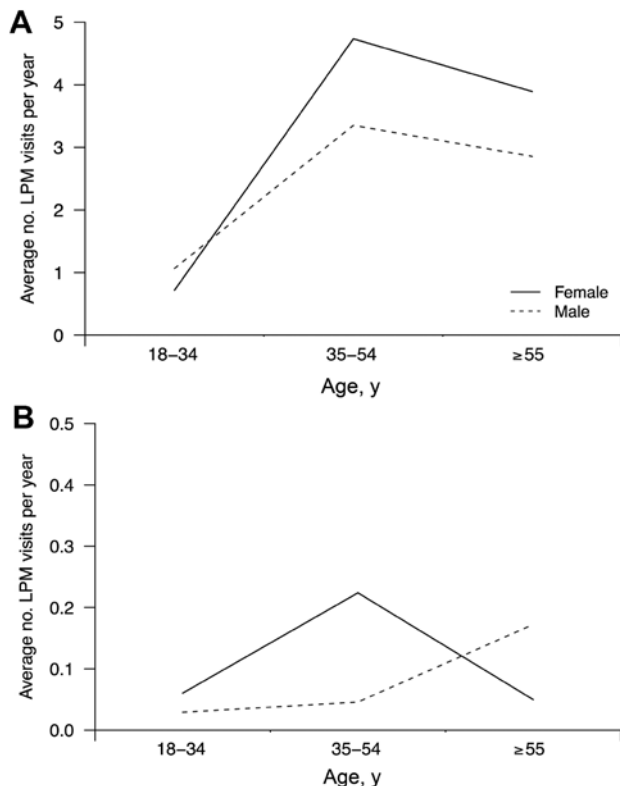 A
Average no. LPM visits per year
5
4
3
2
1
0
Female
Male
18–34
35–54
≥55
Age, y
B
Average no. LPM visits per year
0.5
0.4
0.3
0.2
0.1
0.0
18–34
35–54
≥55
Age, y